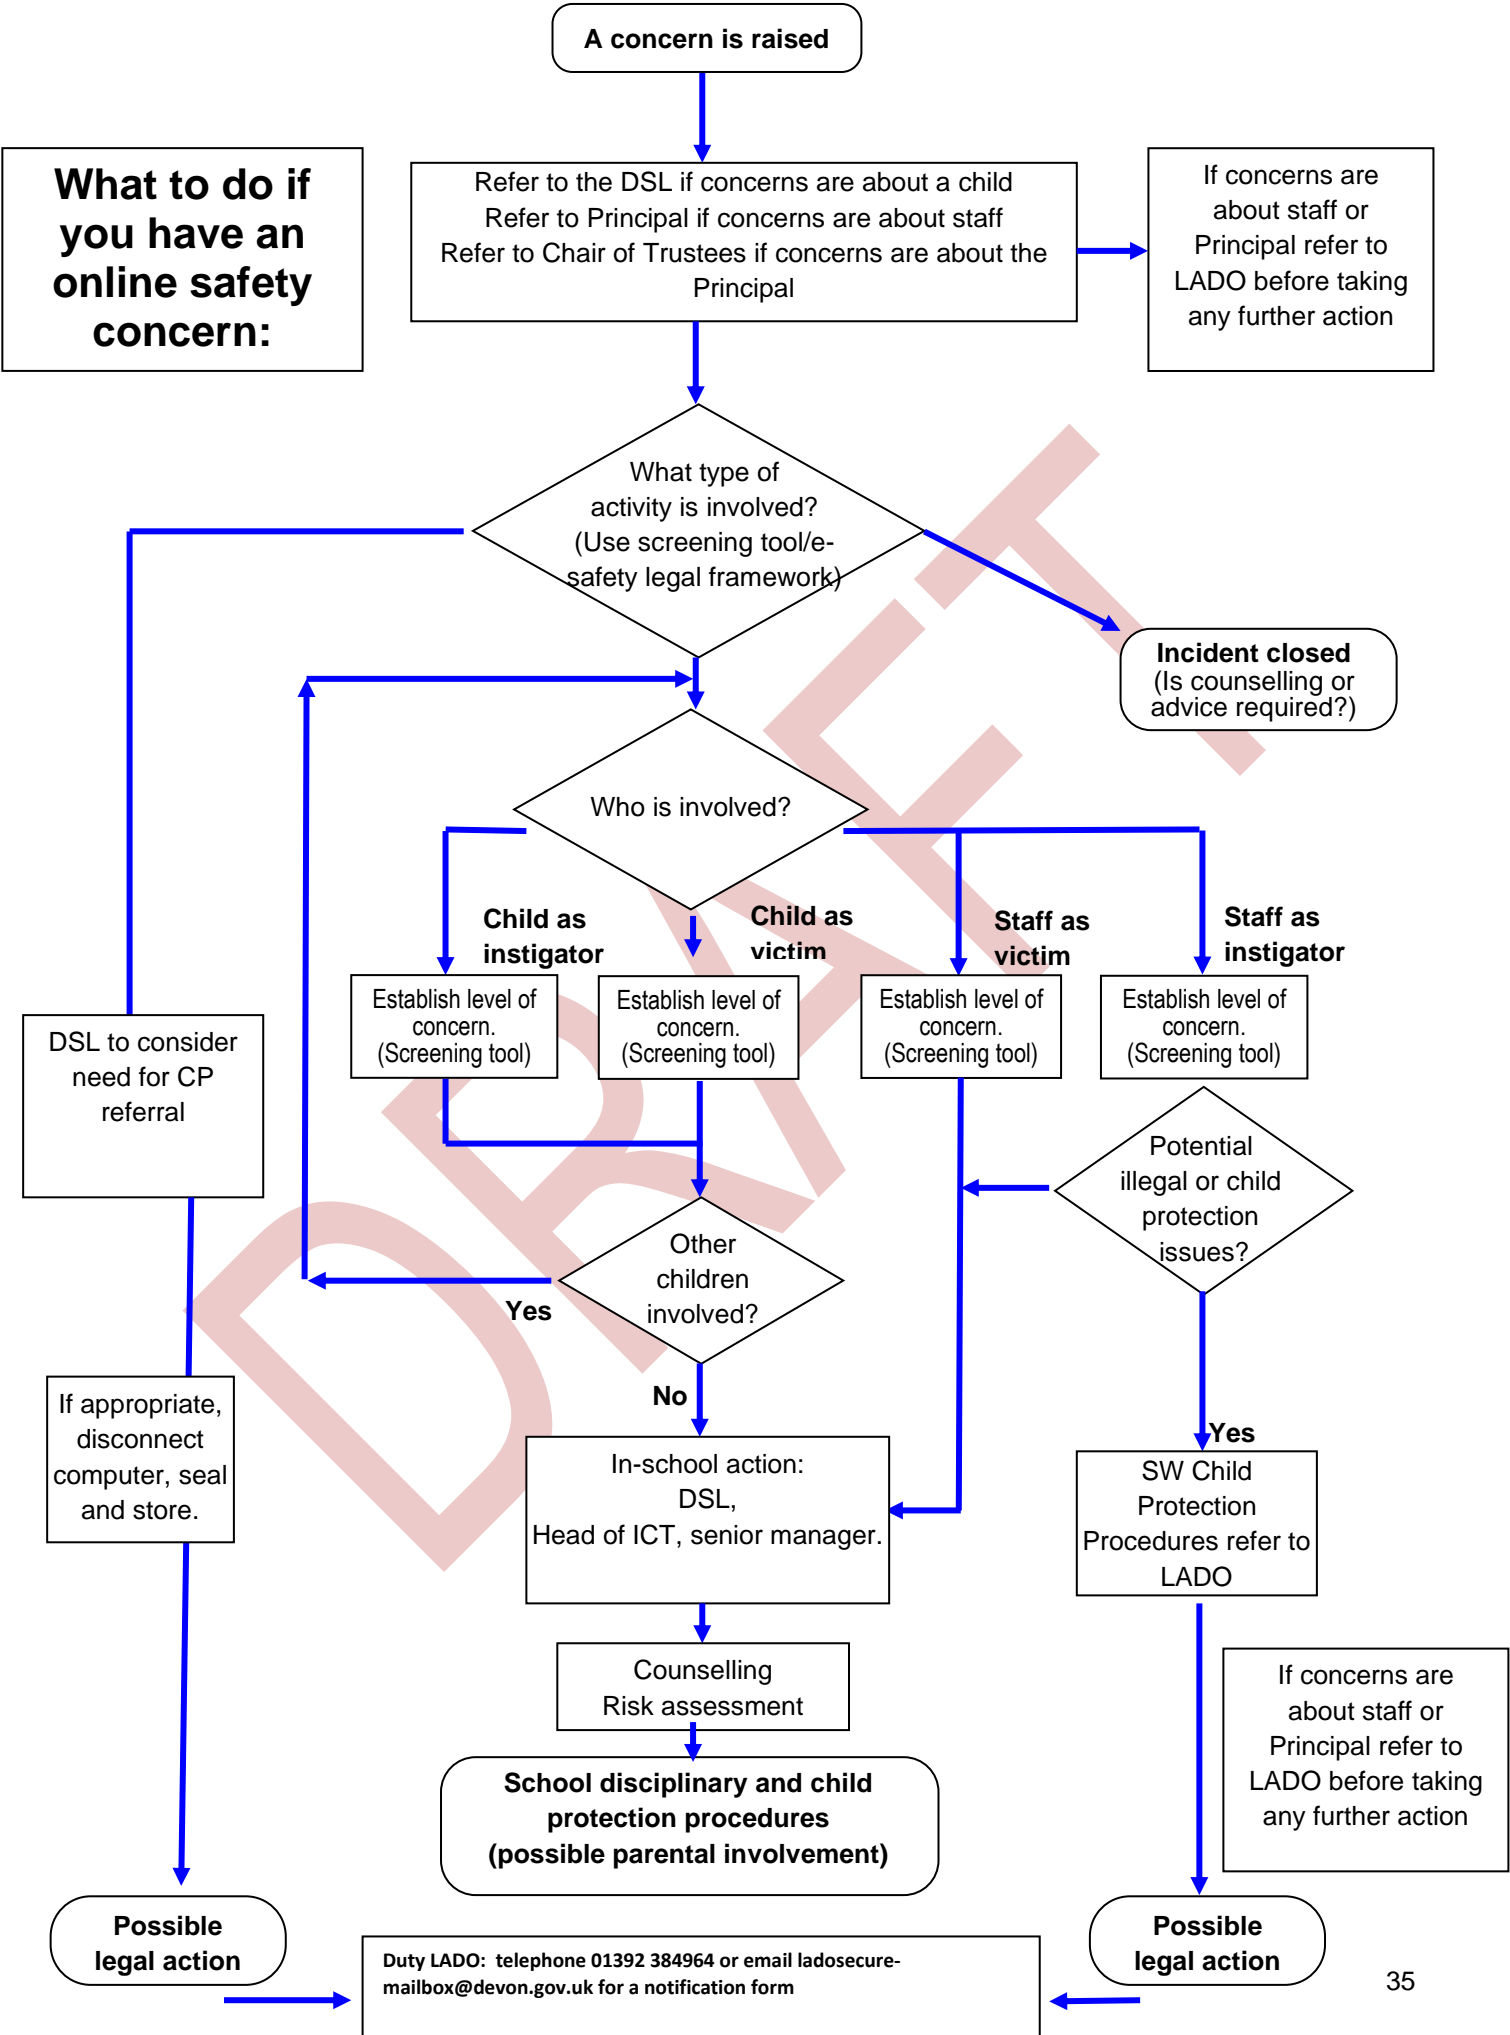 A concern is raised
What to do if
you have an
online safety
concern:
Refer to the DSL if concerns are about a child
Refer to Principal if concerns are about staff
Refer to Chair of Trustees if concerns are about the
Principal
If concerns are
about staff or
Principal refer to
LADO before taking
any further action
What type of
activity is involved?
(Use screening tool/e-
safety legal framework)
Incident closed
(Is counselling or
advice required?)
Who is involved?
Child as
instigator
Child as
victim
Staff as
victim
Staff as
instigator
Establish level of
concern.
(Screening tool)
Establish level of
concern.
(Screening tool)
Establish level of
concern.
(Screening tool)
Establish level of
concern.
(Screening tool)
DSL to consider
need for CP
referral
Potential
illegal or child
protection
issues?
Other
children
involved?
Yes
No
If appropriate,
disconnect
computer, seal
and store.
In-school action:
DSL,
Head of ICT, senior manager.
Yes
SW Child
Protection
Procedures refer to
LADO
Counselling
Risk assessment
If concerns are
about staff or
Principal refer to
LADO before taking
any further action
School disciplinary and child
protection procedures
(possible parental involvement)
Possible
legal action
Possible
legal action
Duty LADO: telephone 01392 384964 or email ladosecure-
mailbox@devon.gov.uk for a notification form
35
DRAFT